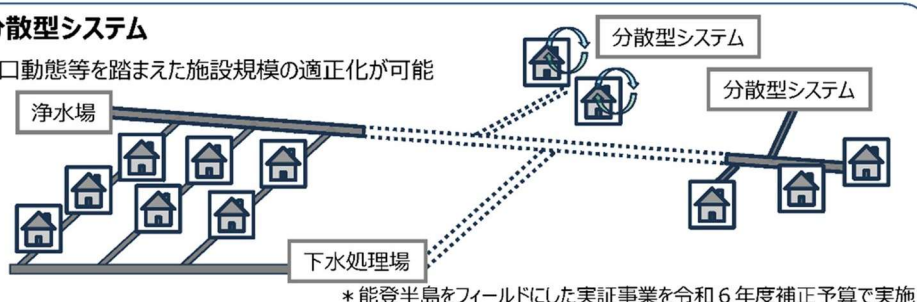 分散型システム
口動態等を踏まえた施設規模の適正化が可能
分散型システム
分散型システム
浄水場
下水処理場
*能登半島をフィールドにした実証事業を令和6年度補正予算で実施